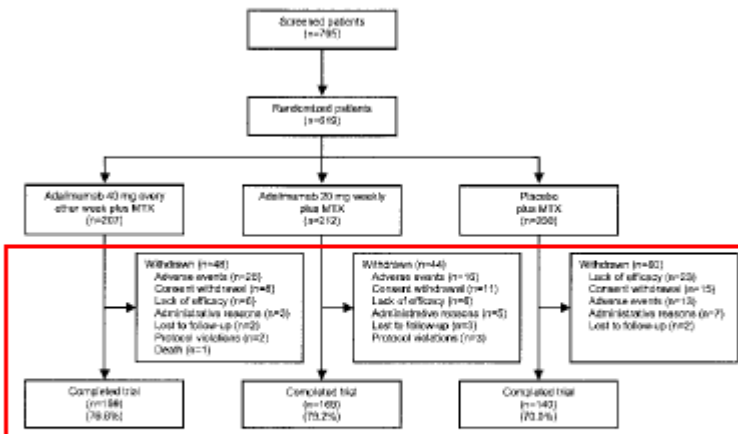 Screened patients
Randomized patients
(n=619)
Adalimumab 40 mg every
other week plus MTX
(n=207)
Adalimumab 20 mg weekly
plus MTX
(n=212)
Placebo
plus MTX
(n=200)
Withdrawn (n=48)
Adverse events (n=26)
Consent withdrawal (n=8)
Lack of efficacy (n=6)
Administrative reasons (n=3)
Lost to follow-up (n=2)
Protocol violations (n=2)
Death (n=1)
Withdrawn (n=44)
Adverse events (n=16)
Consent withdrawal (n=11)
Lack of efficacy (n=6)
Administrative reasons (n=5)
Lost to follow-up (n=3)
Protocol violations (n=3)
Withdrawn (n=60)
Lack of efficacy (n=23)
Consent withdrawal (n=15)
Adverse events (n=13)
Administrative reasons (n=7)
Lost to follow-up (n=2)
Completed trial
(n=159)
(76.8%)
Completed trial
(n=168)
(79.2%)
Completed trial
(n=140)
(70.0%)